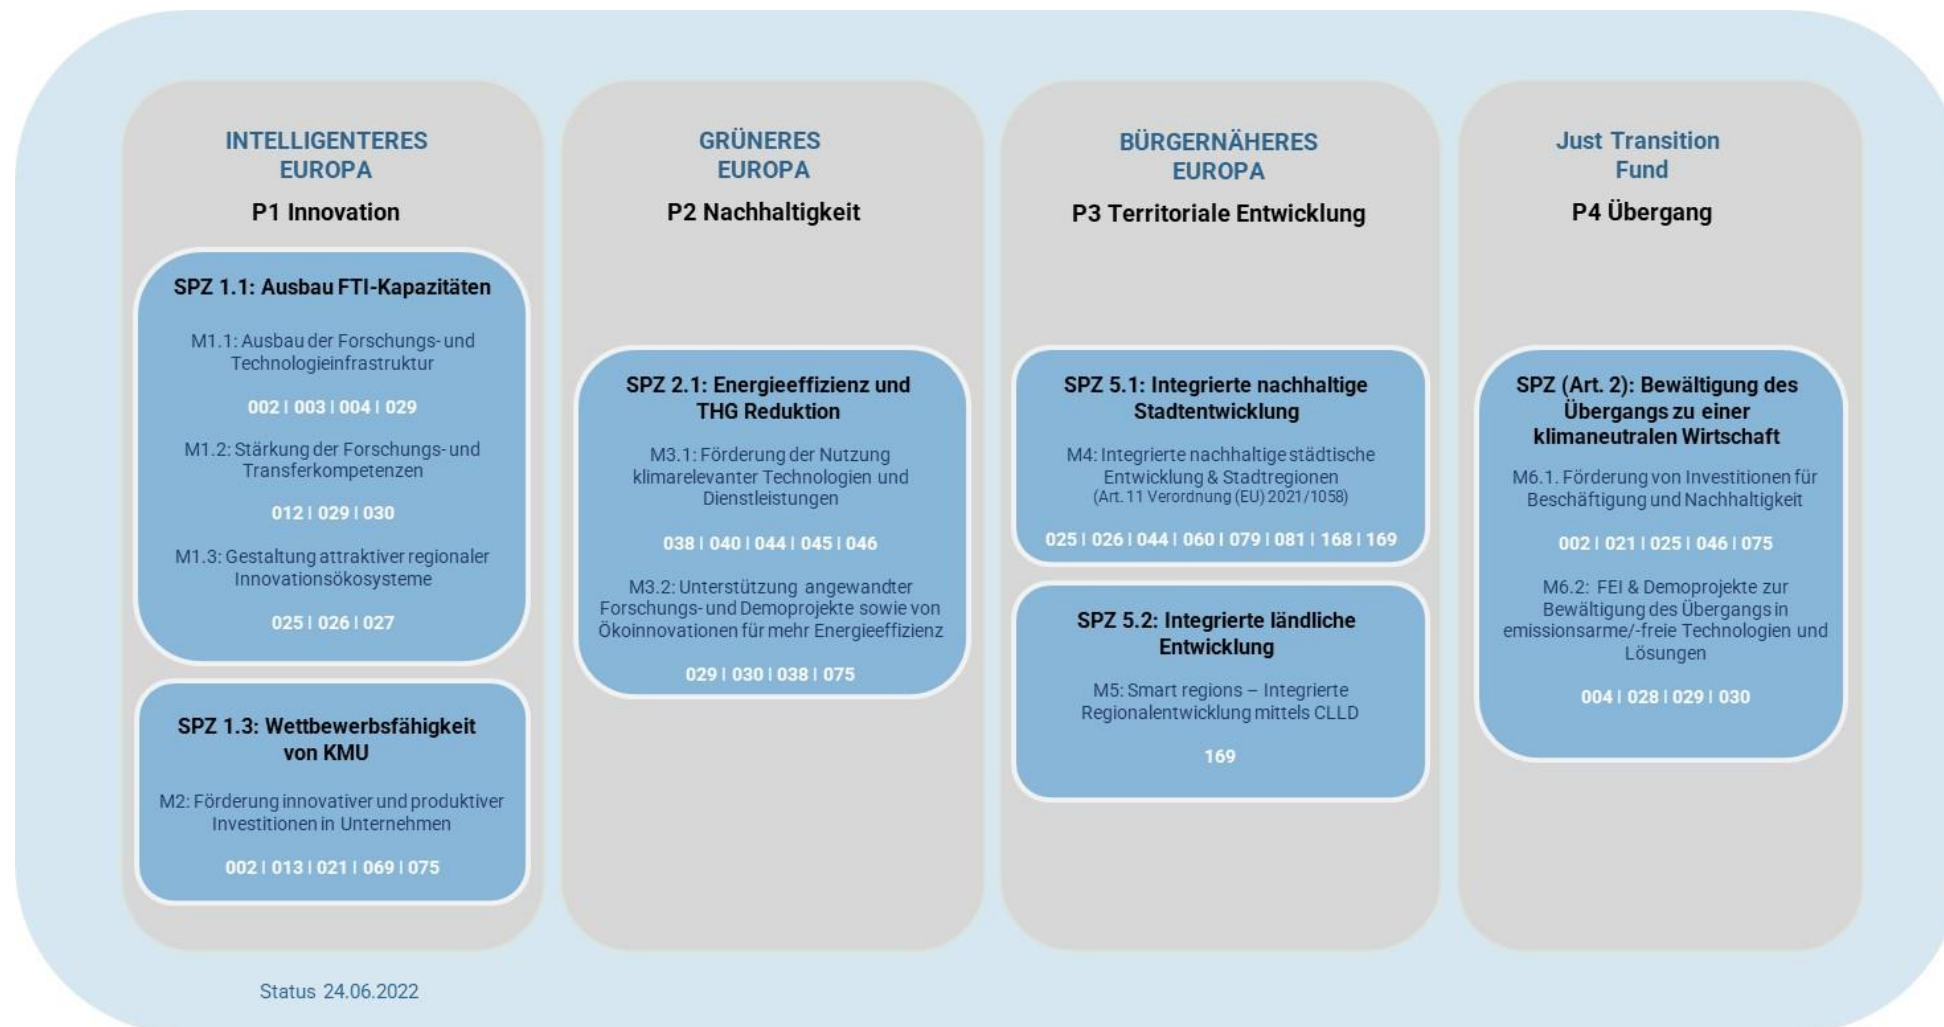 INTELLIGENTERES
EUROPA
P1 Innovation
SPZ 1.1: Ausbau FTI-Kapazitäten
M1.1: Ausbau der Forschungs- und
Technologieinfrastruktur
002 I 003 I 004 I 029
M1.2: Stärkung der Forschungs- und
Transferkompetenzen
012 I 029 I 030
M1.3: Gestaltung attraktiver regionaler
Innovationsökosysteme
025 I 026 I 027
SPZ 1.3: Wettbewerbsfähigkeit
von KMU
M2: Förderung innovativer und produktiver
Investitionen in Unternehmen
002 I 013 I 021 I 069 I 075
GRÜNERES
EUROPA
P2 Nachhaltigkeit
SPZ 2.1: Energieeffizienz und
THG Reduktion
M3.1: Förderung der Nutzung
klimarelevanter Technologien und
Dienstleistungen
038 I 040 I 044 I 045 I 046
M3.2: Unterstützung angewandter
Forschungs- und Demoprojekte sowie von
Ökoinnovationen für mehr Energieeffizienz
029 I 030 I 038 I 075
BÜRGERNÄHERES
EUROPA
P3 Territoriale Entwicklung
SPZ 5.1: Integrierte nachhaltige
Stadtentwicklung
M4: Integrierte nachhaltige städtische
Entwicklung & Stadtregionen
(Art. 11 Verordnung (EU) 2021/1058)
025 I 026 I 044 I 060 I 079 I 081 I 168 I 169
SPZ 5.2: Integrierte ländliche
Entwicklung
M5: Smart regions – Integrierte
Regionalentwicklung mittels CLLD
169
Just Transition
Fund
P4 Übergang
SPZ (Art. 2): Bewältigung des
Übergangs zu einer
klimaneutralen Wirtschaft
M6.1. Förderung von Investitionen für
Beschäftigung und Nachhaltigkeit
002 I 021 I 025 I 046 I 075
M6.2: FEI & Demoprojekte zur
Bewältigung des Übergangs in
emissionsarme/-freie Technologien und
Lösungen
004 I 028 I 029 I 030
Status 24.06.2022